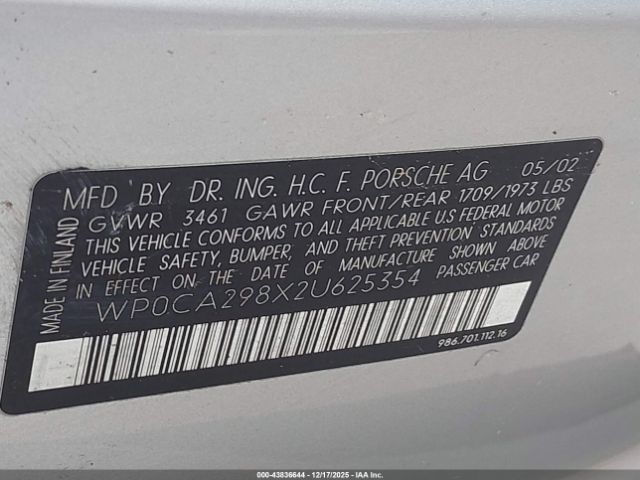 MADE IN FINLAND
MFD BY DR. ING. H.C. F. PORSCHE AG 05/02
GVWR 3461 GAWR FRONT/REAR 1709/1973 LBS
THIS VEHICLE CONFORMS TO ALL APPLICABLE U.S FEDERAL MOTOR
VEHICLE SAFETY, BUMPER, AND THEFT PREVENTION STANDARDS
IN EFFECT ON THE DATE OF MANUFACTURE SHOWN ABOVE
WP0CA298X2U625354 PASSENGER CAR
986.701.112.16
000-43836644 - 12/17/2025 - IAAI.COM